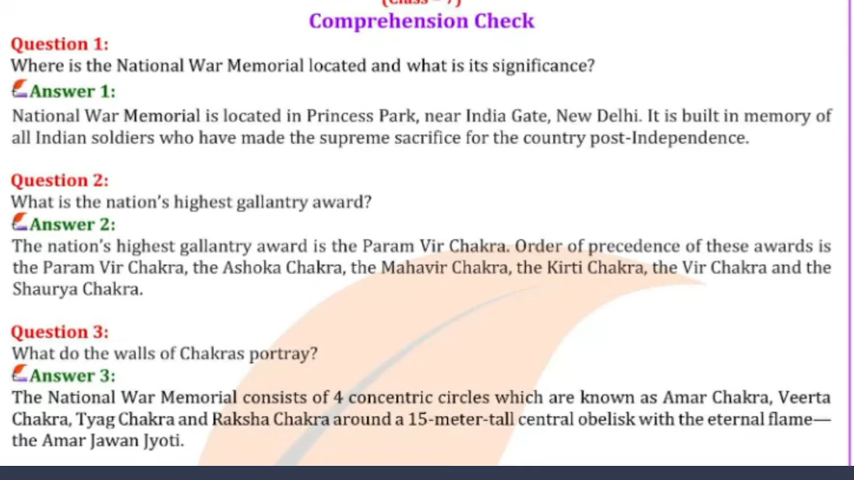 (Class – 7)
Comprehension Check
Question 1:
Where is the National War Memorial located and what is its significance?
Answer 1:
National War Memorial is located in Princess Park, near India Gate, New Delhi. It is built in memory of
all Indian soldiers who have made the supreme sacrifice for the country post-Independence.
Question 2:
What is the nation's highest gallantry award?
Answer 2:
The nation's highest gallantry award is the Param Vir Chakra. Order of precedence of these awards is
the Param Vir Chakra, the Ashoka Chakra, the Mahavir Chakra, the Kirti Chakra, the Vir Chakra and the
Shaurya Chakra.
Question 3:
What do the walls of Chakras portray?
Answer 3:
The National War Memorial consists of 4 concentric circles which are known as Amar Chakra, Veerta
Chakra, Tyag Chakra and Raksha Chakra around a 15-meter-tall central obelisk with the eternal flame—
the Amar Jawan Jyoti.